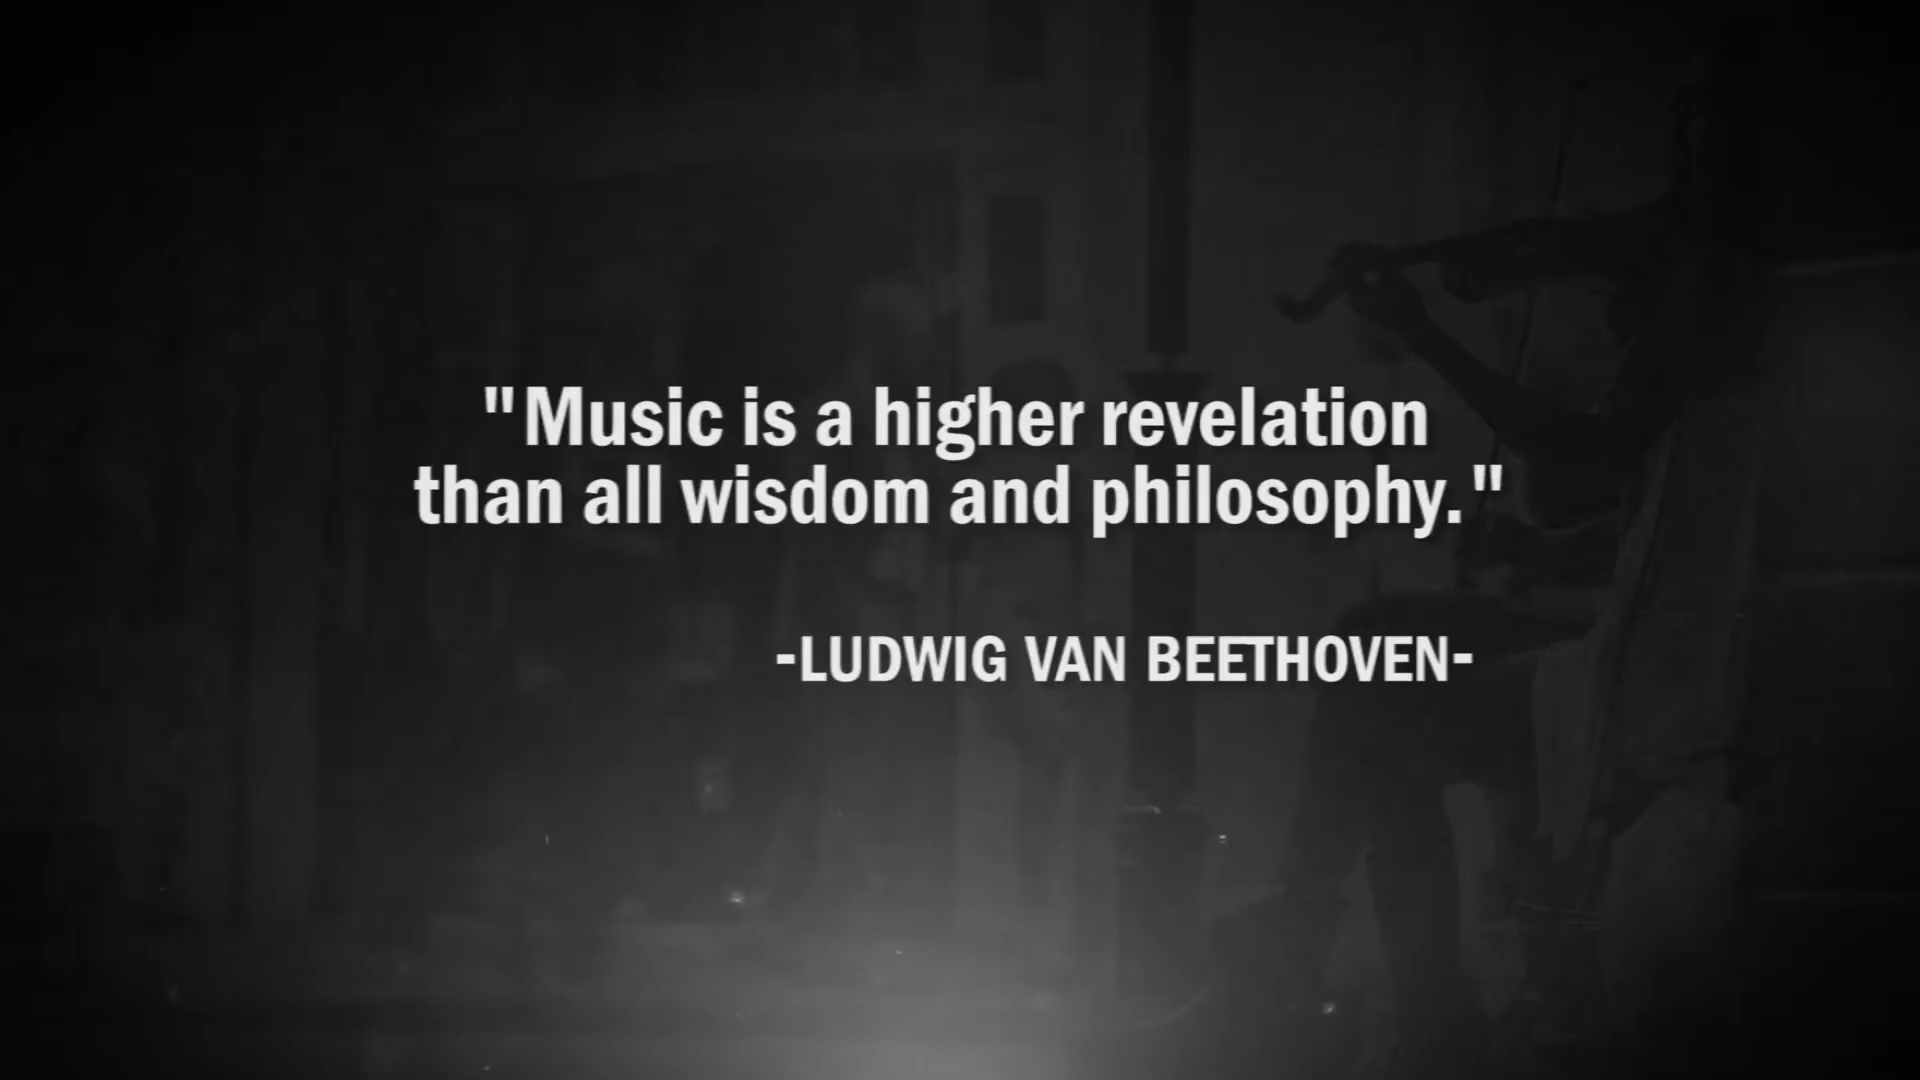 "Music is a higher revelation
than all wisdom and philosophy."
-LUDWIG VAN BEETHOVEN-